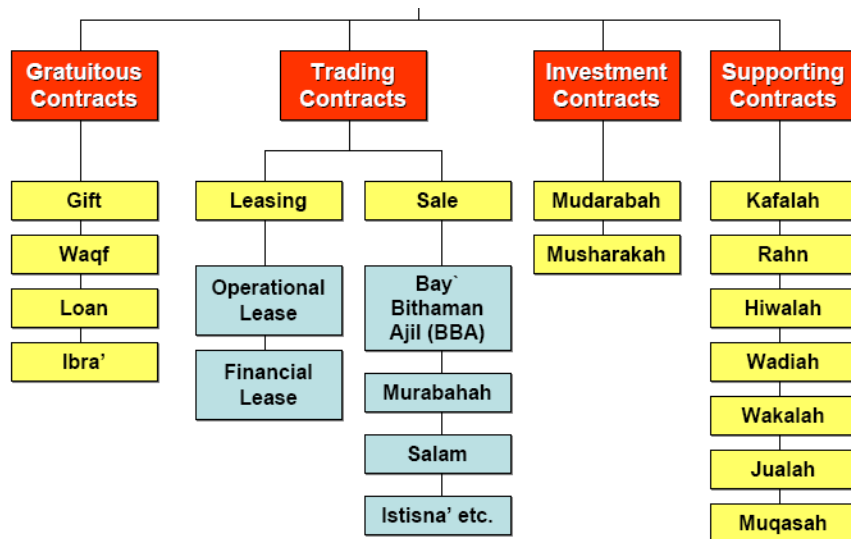 Gratuitous
Contracts
Trading
Contracts
Investment
Contracts
Supporting
Contracts
Gift
Waqf
Loan
Ibra’
Leasing
Operational
Lease
Financial
Lease
Sale
Bay`
Bithaman
Ajil (BBA)
Murabahah
Salam
Istisna’ etc.
Mudarabah
Musharakah
Kafalah
Rahn
Hiwalah
Wadiah
Wakalah
Jualah
Muqasah